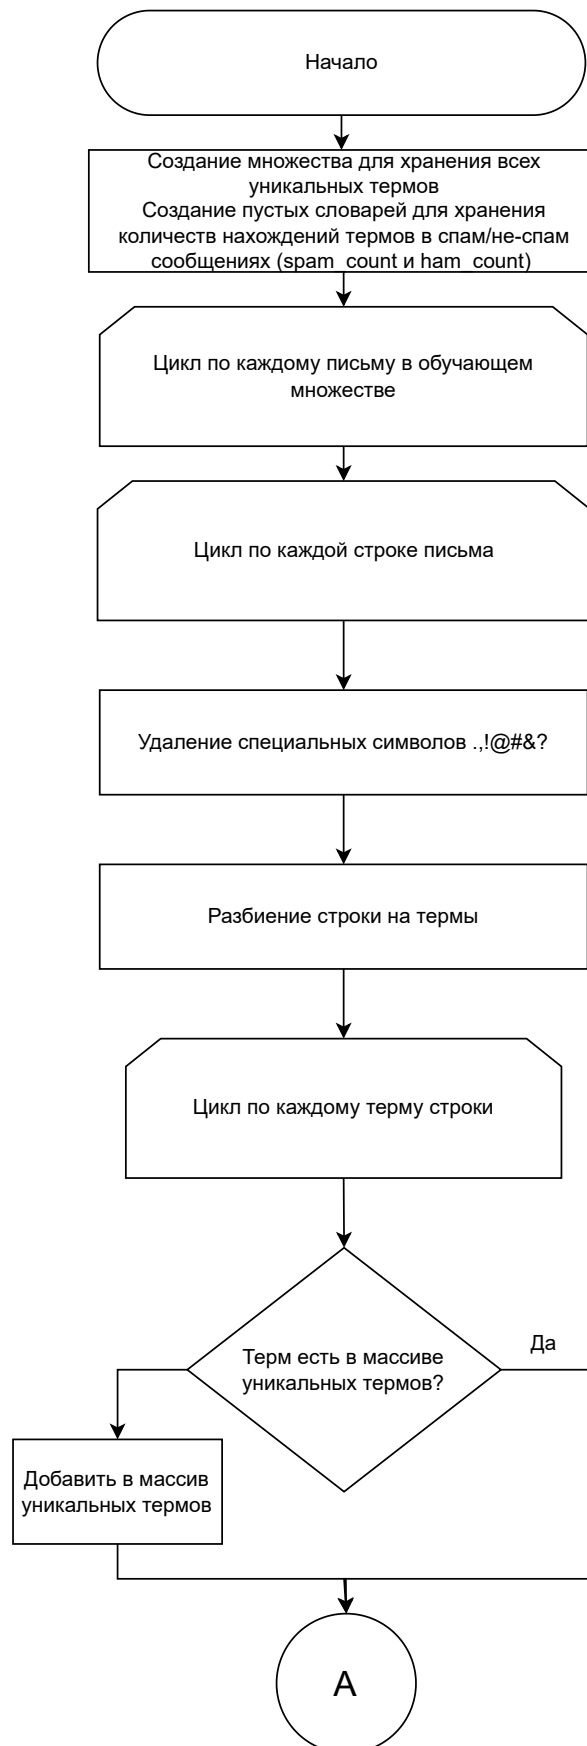 Начало
Создание множества для хранения всех
уникальных термов
Создание пустых словарей для хранения
количеств нахождений термов в спам/не-спам
сообщениях (spam_count и ham_count)
Цикл по каждому письму в обучающем
множестве
Цикл по каждой строке письма
Удаление специальных символов .,!@#&?
Разбиение строки на термы
Цикл по каждому терму строки
Терм есть в массиве
уникальных термов?
Да
Добавить в массив
уникальных термов
А